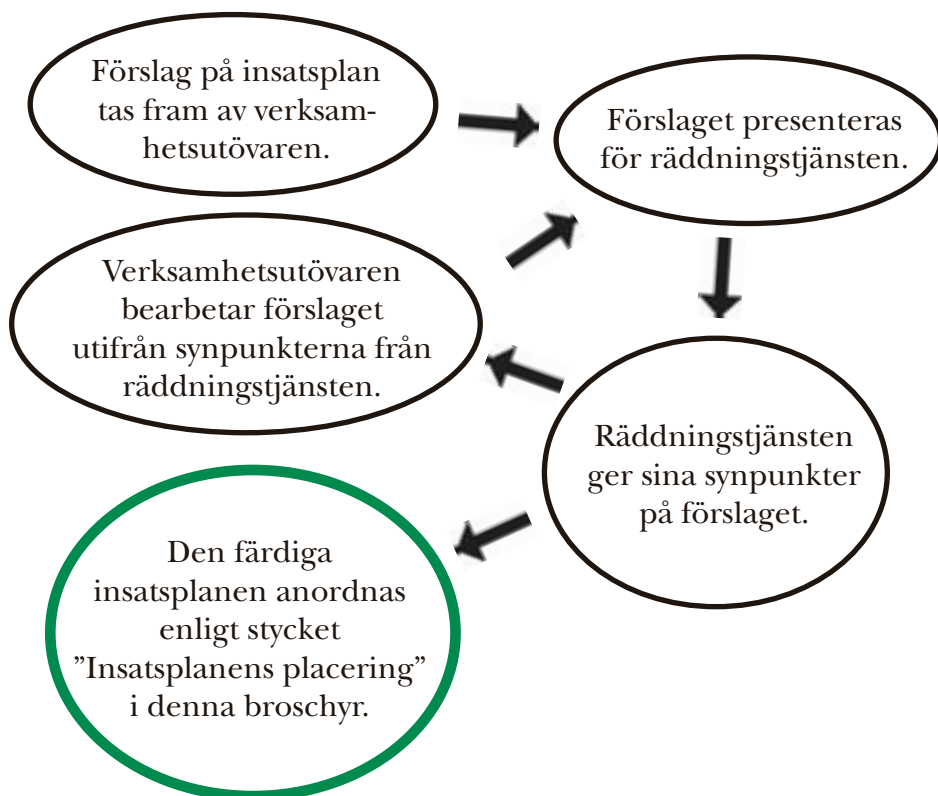 Förslag på insatsplan
tas fram av verksam-
hetsutövaren.
Förslaget presenteras
för räddningstjänsten.
Verksamhetsutövaren
bearbetar förslaget
utifrån synpunkterna från
räddningstjänsten.
Räddningstjänsten
ger sina synpunkter
på förslaget.
Den färdiga
insatsplanen anordnas
enligt stycket
”Insatsplanens placering”
i denna broschyr.